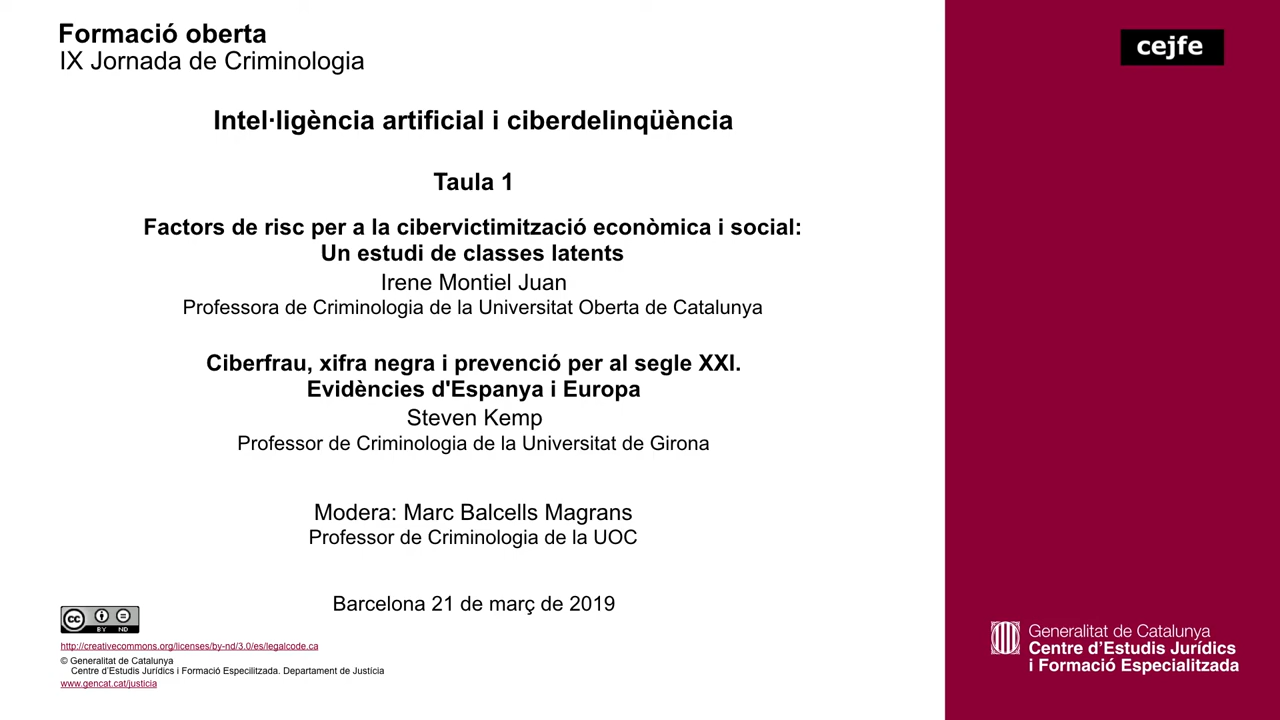 Formació oberta
IX Jornada de Criminologia
cejfe
Intel·ligència artificial i ciberdelinqüència
Taula 1
Factors de risc per a la cibervictimització econòmica i social:
Un estudi de classes latents
Irene Montiel Juan
Professora de Criminologia de la Universitat Oberta de Catalunya
Ciberfrau, xifra negra i prevenció per al segle XXI.
Evidències d'Espanya i Europa
Steven Kemp
Professor de Criminologia de la Universitat de Girona
Modera: Marc Balcells Magrans
Professor de Criminologia de la UOC
Barcelona 21 de març de 2019
cc
BY ND
http://creativecommons.org/licenses/by-nd/3.0/es/legalcode.ca
© Generalitat de Catalunya
Centre d'Estudis Jurídics i Formació Especilitzada. Departament de Justícia
www.gencat.cat/justicia
Generalitat de Catalunya
Centre d'Estudis Jurídics
i Formació Especialitzada